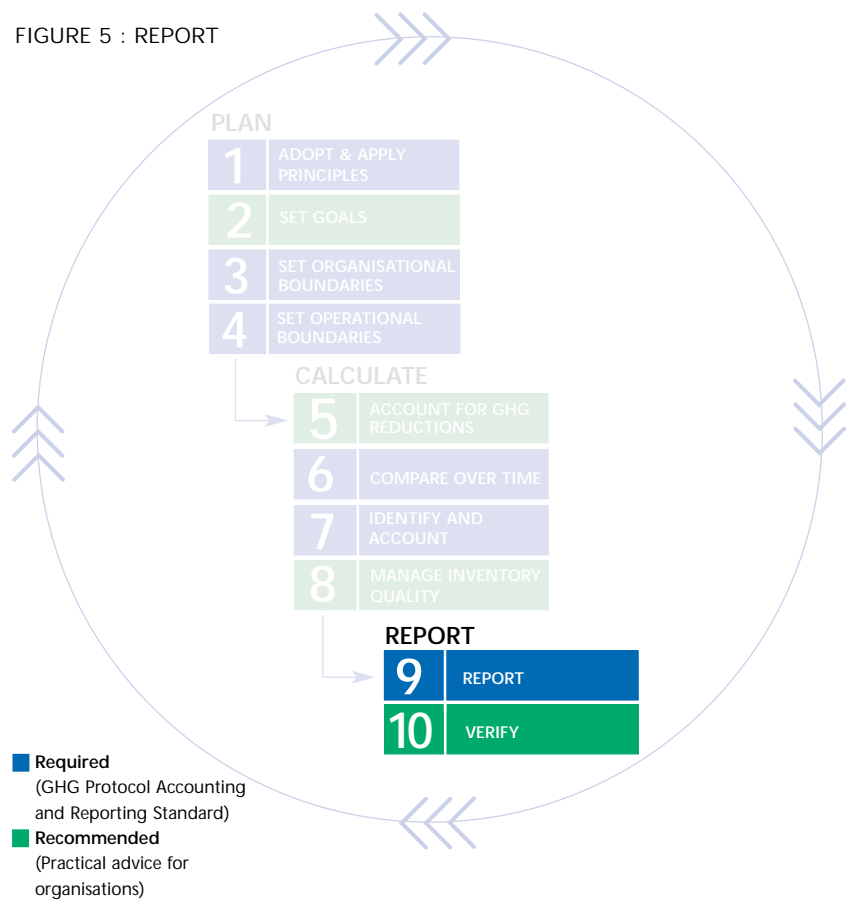 FIGURE 5 : REPORT
PLAN
1 ADOPT & APPLY
PRINCIPLES
2 SET GOALS
3 SET ORGANISATIONAL
BOUNDARIES
4 SET OPERATIONAL
BOUNDARIES
CALCULATE
5 ACCOUNT FOR GHG
REDUCTIONS
6 COMPARE OVER TIME
7 IDENTIFY AND
ACCOUNT
8 MANAGE INVENTORY
QUALITY
REPORT
9 REPORT
10 VERIFY
Required
(GHG Protocol Accounting
and Reporting Standard)
Recommended
(Practical advice for
organisations)